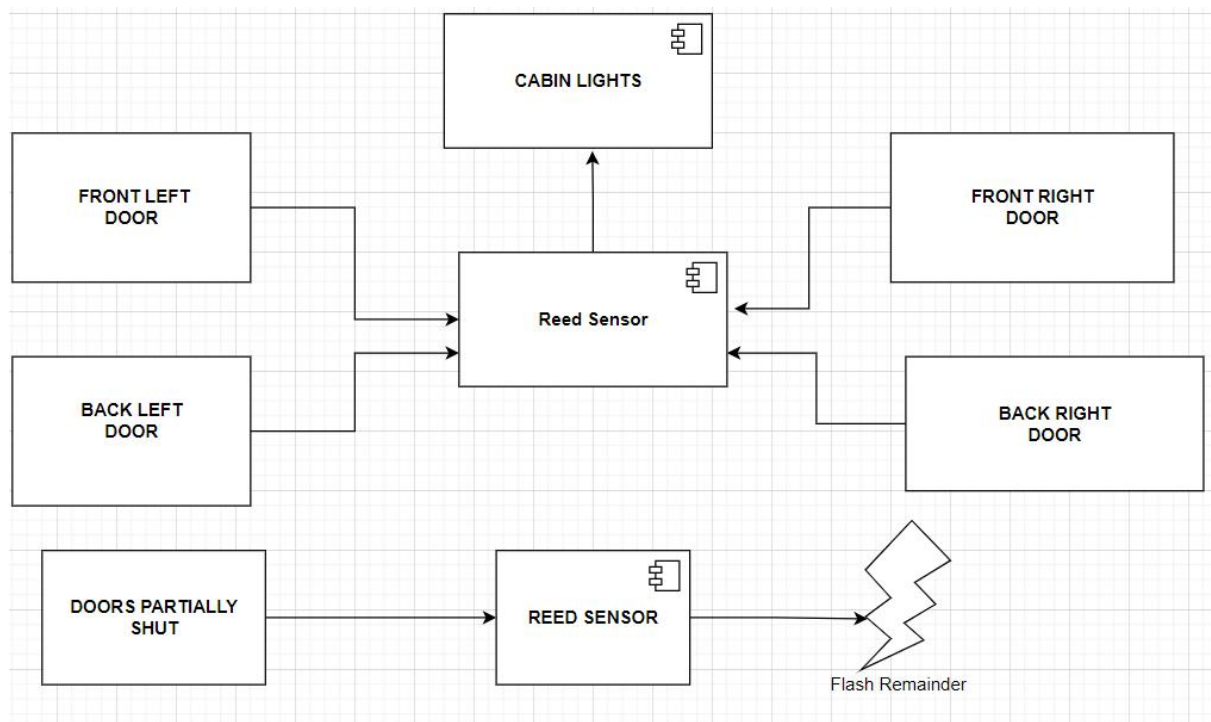 CABIN LIGHTS
FRONT LEFT
DOOR
FRONT RIGHT
DOOR
Reed Sensor
BACK LEFT
DOOR
BACK RIGHT
DOOR
DOORS PARTIALLY
SHUT
REED SENSOR
Flash Remainder